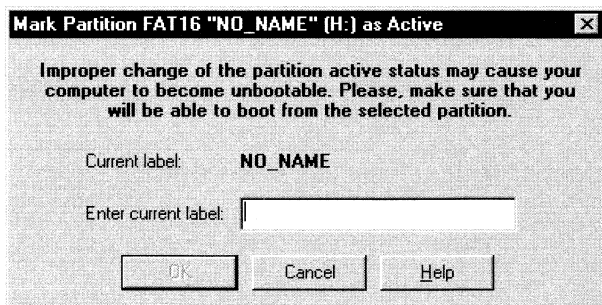 Mark Partition FAT16 "NO_NAME" (H:) as Active
Improper change of the partition active status may cause your
computer to become unbootable. Please, make sure that you
will be able to boot from the selected partition.
Current label: NO_NAME
Enter current label:
OK Cancel Help